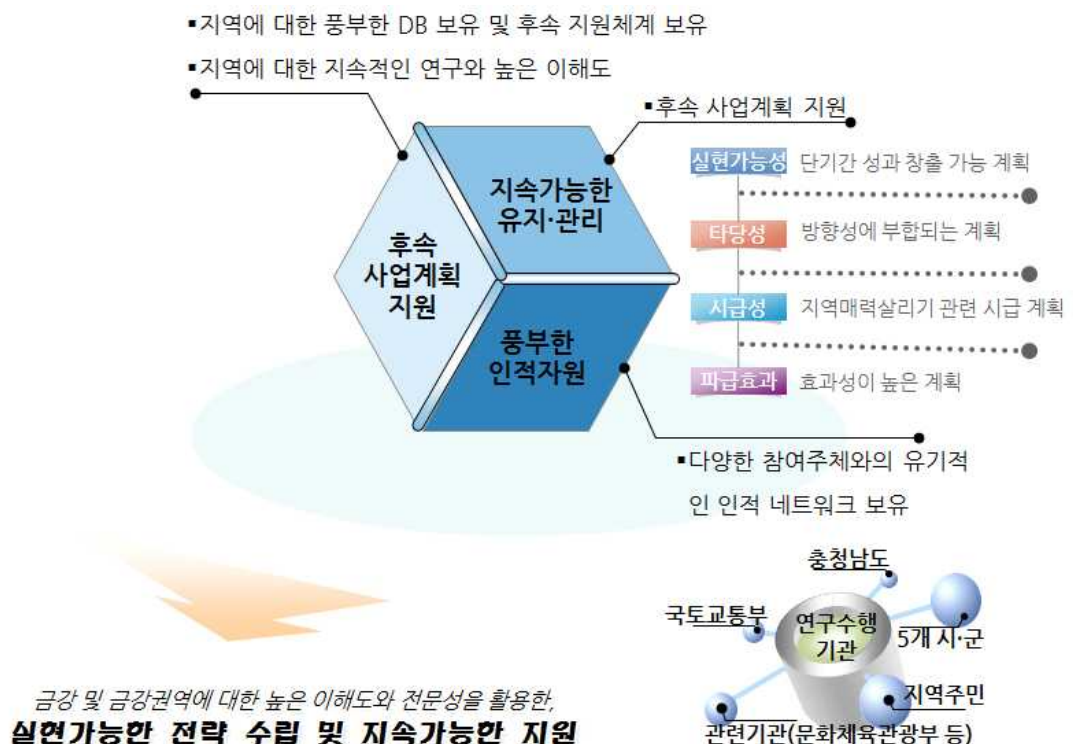 ▪지역에 대한 풍부한 DB 보유 및 후속 지원체계 보유
▪지역에 대한 지속적인 연구와 높은 이해도
▪후속 사업계획 지원
실현가능성 단기간 성과 창출 가능 계획
타당성 방향성에 부합되는 계획
시급성 지역매력살리기 관련 시급 계획
파급효과 효과성이 높은 계획
지속가능한
유지·관리
후속
사업계획
지원
풍부한
인적자원
▪다양한 참여주체와의 유기적
인 인적 네트워크 보유
충청남도
국토교통부
연구수행
기관
5개 시·군
지역주민
관련기관(문화체육관광부 등)
금강 및 금강권역에 대한 높은 이해도와 전문성을 활용한,
실현가능한 전략 수립 및 지속가능한 지원